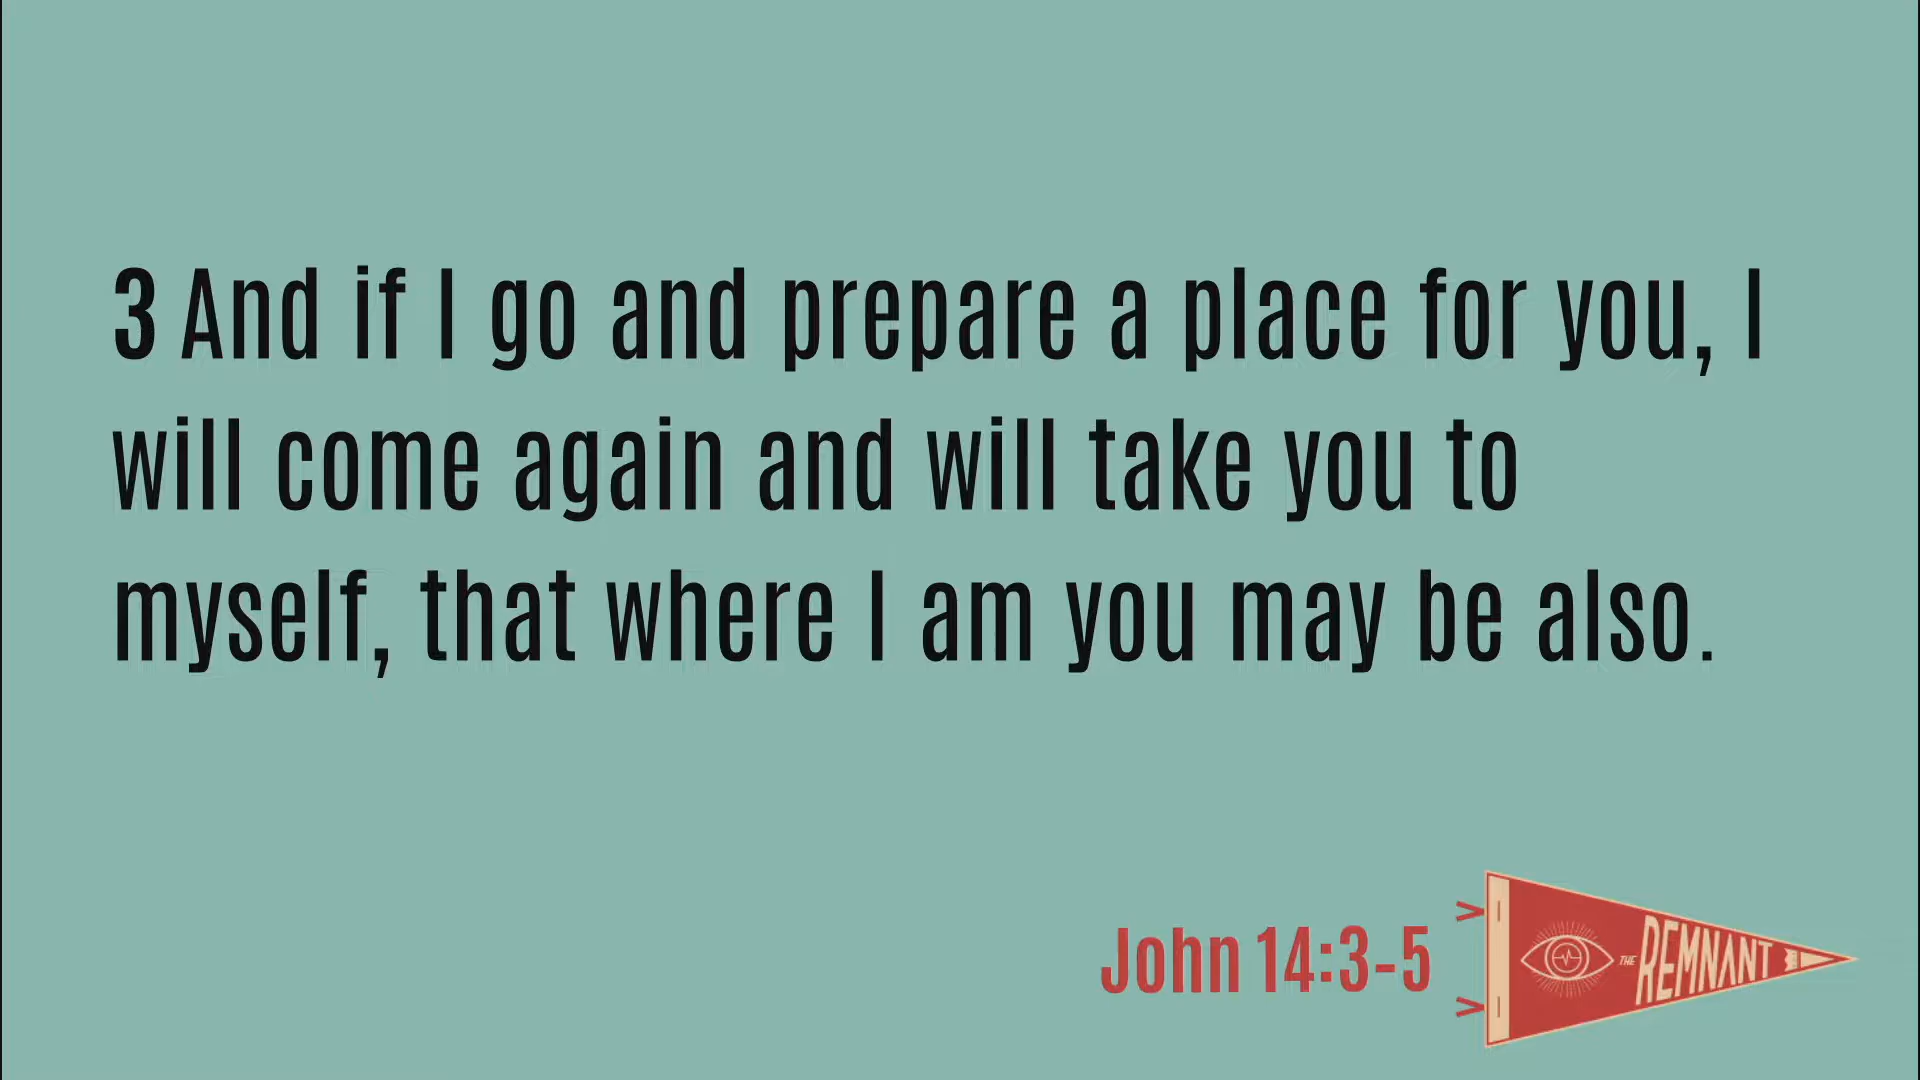 3 And if I go and prepare a place for you, I
will come again and will take you to
myself, that where I am you may be also.
John 14:3-5
THE REMNANT